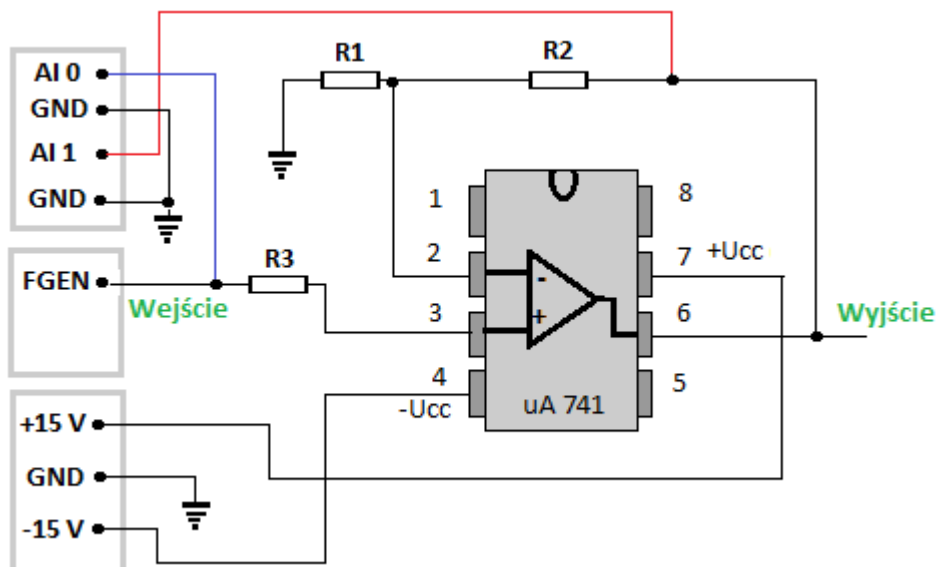 R1
R2
AI 0
GND
AI 1
GND
1
8
2
7
+Ucc
R3
FGEN
Wejście
-
3
+
6
Wyjście
4
5
-Ucc
uA 741
+15 V
GND
-15 V